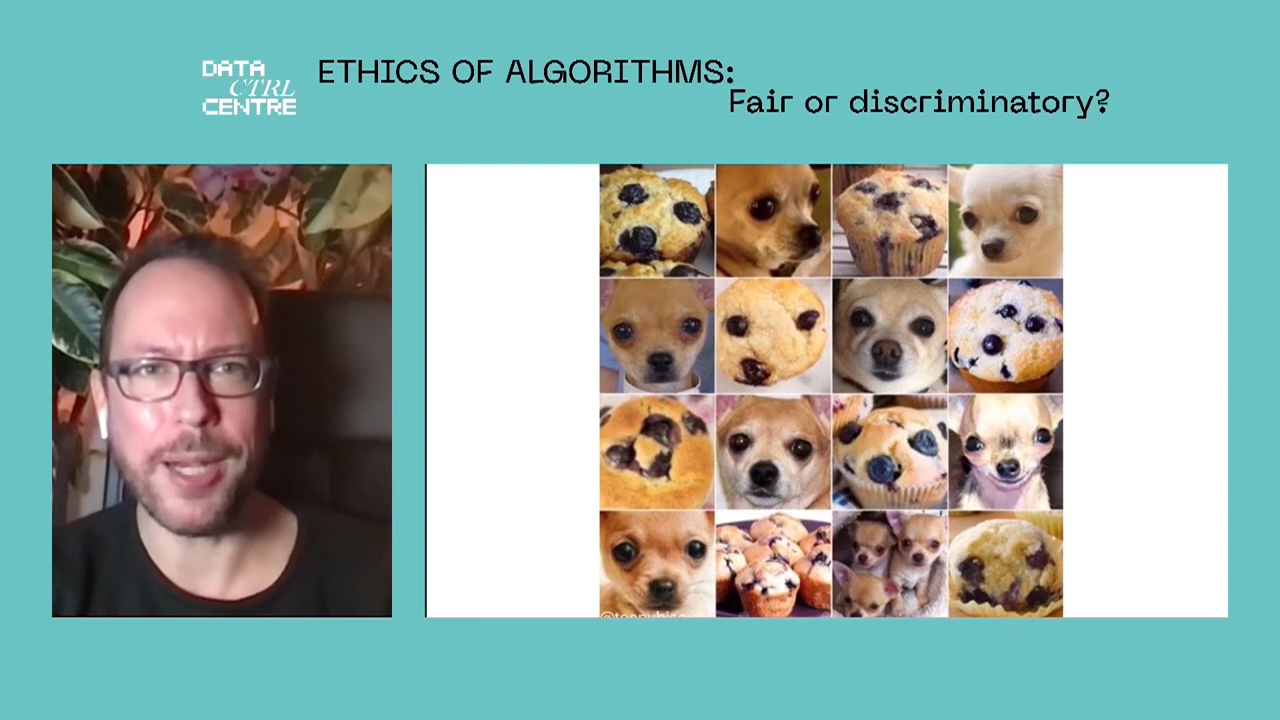 DATA
CTRL
CENTRE
ETHICS OF ALGORITHMS:
Fair or discriminatory?